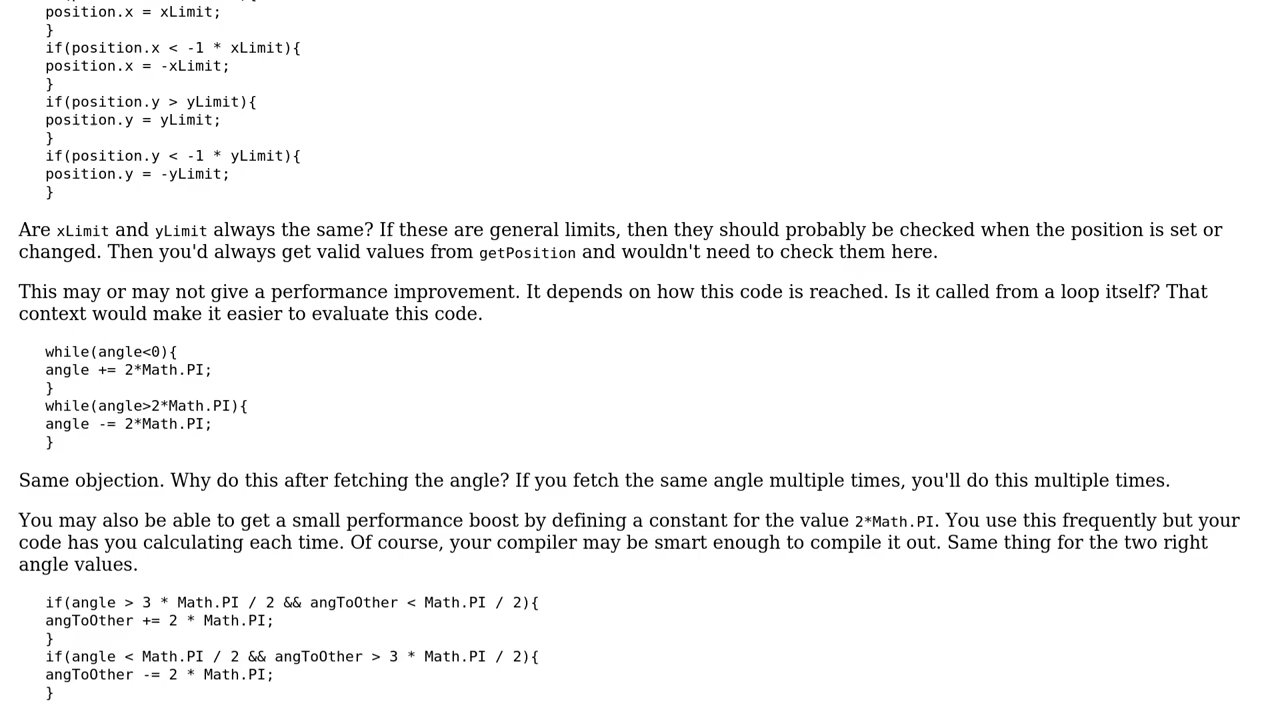 position.x = xLimit;
}
if(position.x < -1 * xLimit){
position.x = -xLimit;
}
if(position.y > yLimit){
position.y = yLimit;
}
if(position.y < -1 * yLimit){
position.y = -yLimit;
}
Are xLimit and yLimit always the same? If these are general limits, then they should probably be checked when the position is set or
changed. Then you'd always get valid values from getPosition and wouldn't need to check them here.
This may or may not give a performance improvement. It depends on how this code is reached. Is it called from a loop itself? That
context would make it easier to evaluate this code.
while(angle<0){
angle += 2*Math.PI;
}
while(angle>2*Math.PI){
angle -= 2*Math.PI;
}
Same objection. Why do this after fetching the angle? If you fetch the same angle multiple times, you'll do this multiple times.
You may also be able to get a small performance boost by defining a constant for the value 2*Math.PI. You use this frequently but your
code has you calculating each time. Of course, your compiler may be smart enough to compile it out. Same thing for the two right
angle values.
if(angle > 3 * Math.PI / 2 && angToOther < Math.PI / 2){
angToOther += 2 * Math.PI;
}
if(angle < Math.PI / 2 && angToOther > 3 * Math.PI / 2){
angToOther -= 2 * Math.PI;
}